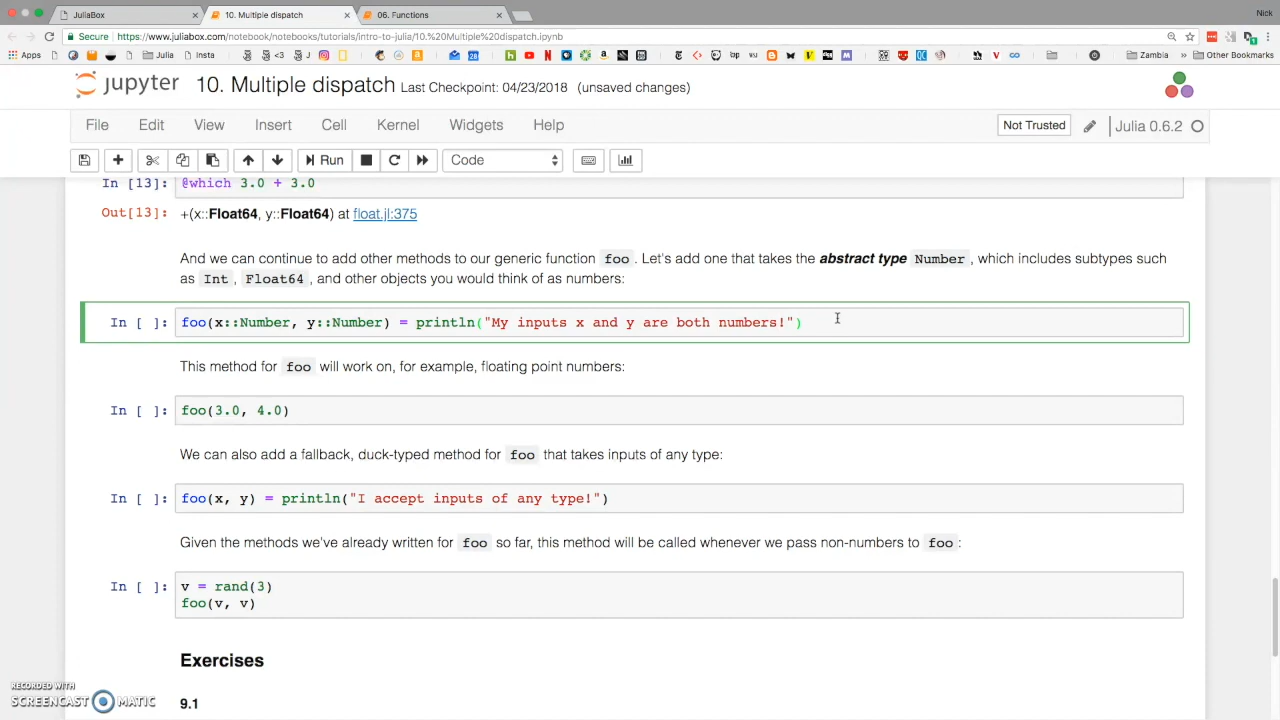 JuliaBox
10. Multiple dispatch
06. Functions
Nick
Secure
https://www.juliabox.com/notebook/notebooks/tutorials/intro-to-julia/10.%20Multiple%20dispatch.ipynb
Apps
Julia
Insta
Zambia
Other Bookmarks
jupyter
10. Multiple dispatch Last Checkpoint: 04/23/2018 (unsaved changes)
File Edit View Insert Cell Kernel Widgets Help
Not Trusted
Julia 0.6.2
Run
Code
In [13]: @which 3.0 + 3.0
Out[13]: +(x::Float64, y::Float64) at float.jl:375
And we can continue to add other methods to our generic function foo . Let's add one that takes the abstract type Number , which includes subtypes such
as Int , Float64 , and other objects you would think of as numbers:
In [ ]: foo(x::Number, y::Number) = println("My inputs x and y are both numbers!")
This method for foo will work on, for example, floating point numbers:
In [ ]: foo(3.0, 4.0)
We can also add a fallback, duck-typed method for foo that takes inputs of any type:
In [ ]: foo(x, y) = println("I accept inputs of any type!")
Given the methods we've already written for foo so far, this method will be called whenever we pass non-numbers to foo :
In [ ]: v = rand(3)
foo(v, v)
Exercises
9.1
RECORDED WITH
SCREENCAST MATIC